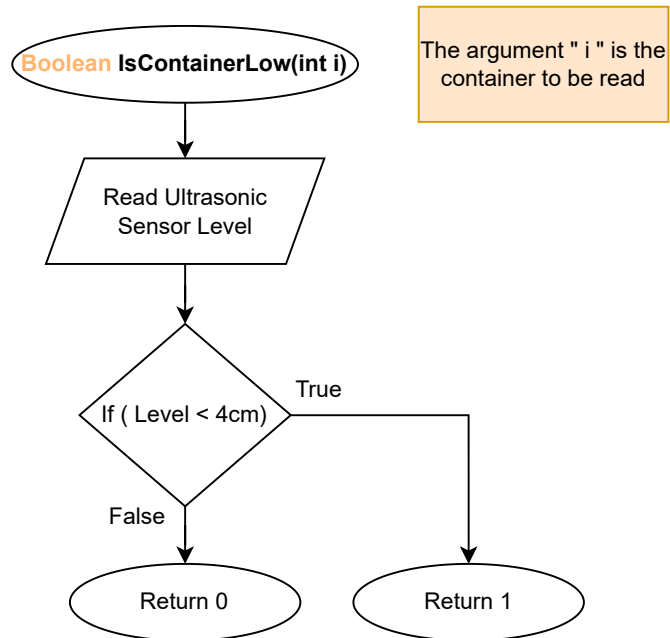 Boolean IsContainerLow(int i)
The argument " i " is the
container to be read
Read Ultrasonic
Sensor Level
If ( Level < 4cm)
True
False
Return 0
Return 1